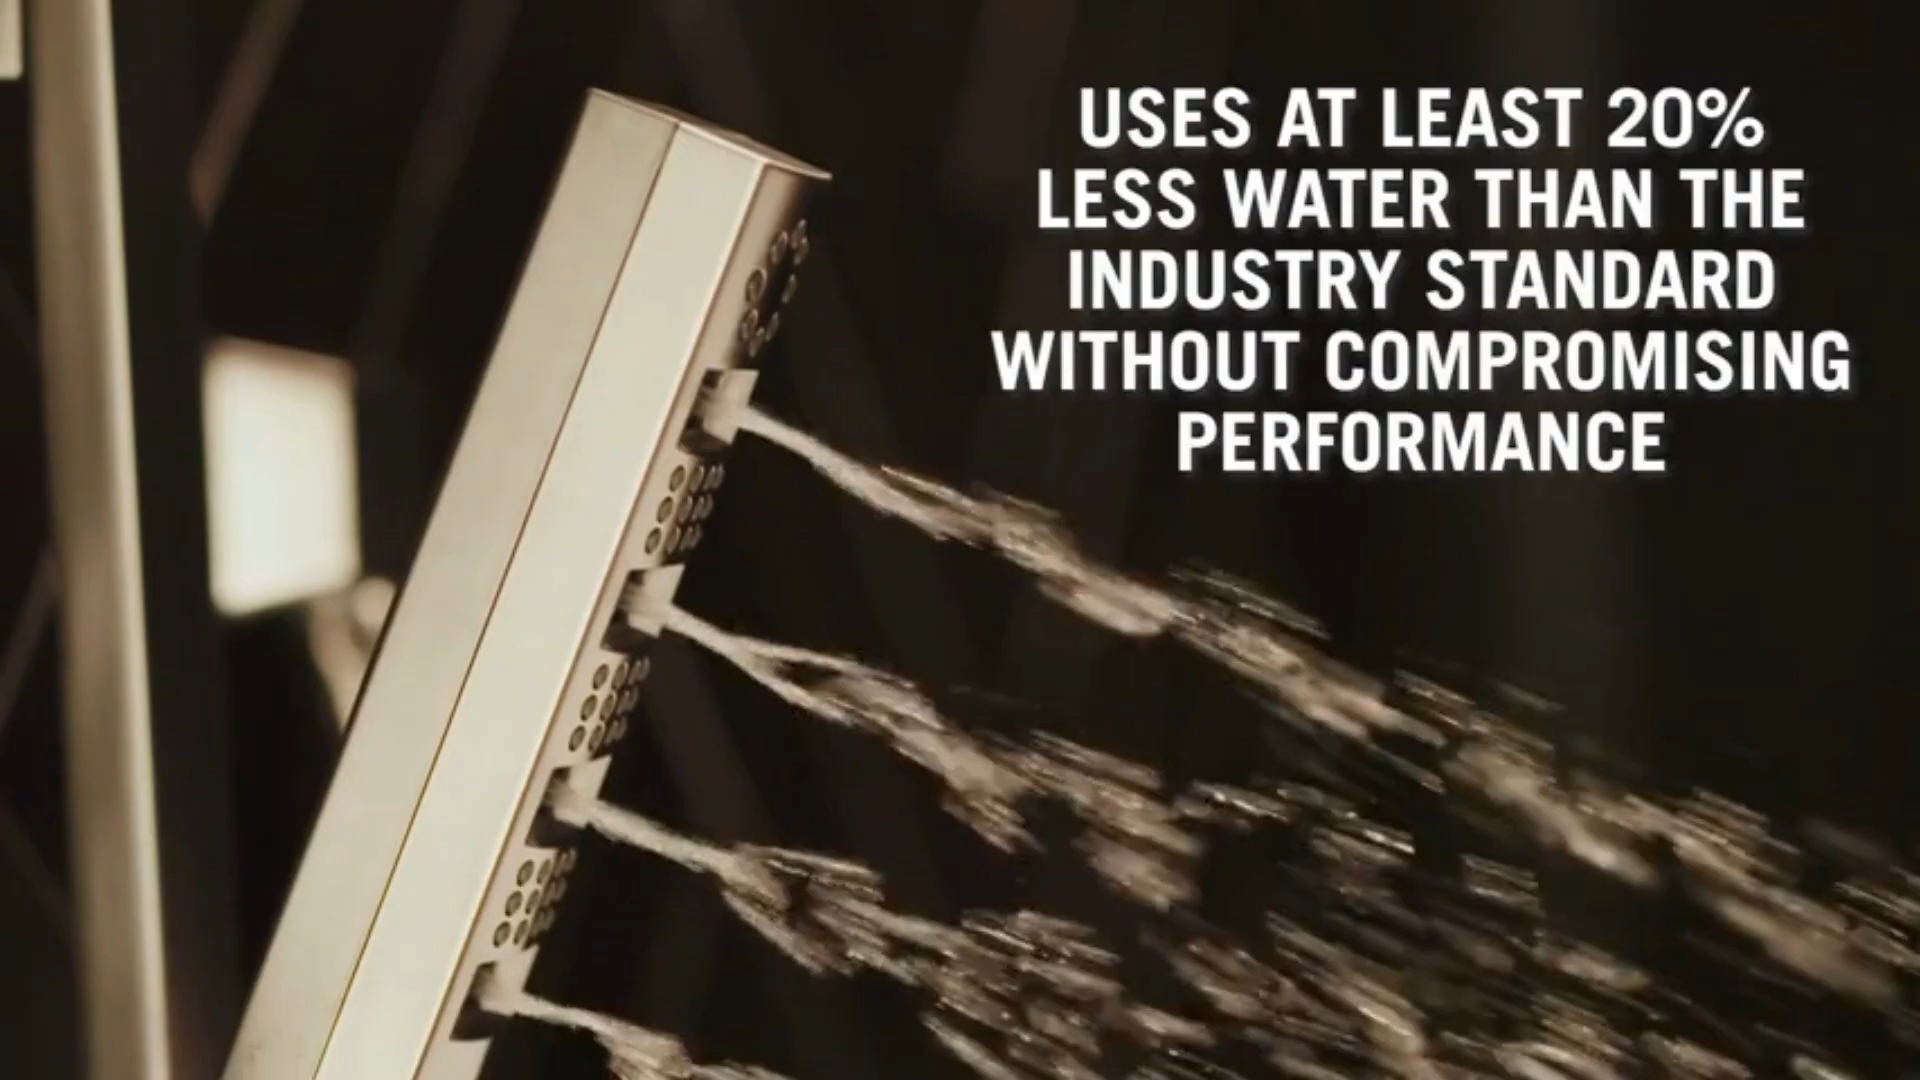 USES AT LEAST 20%
LESS WATER THAN THE
INDUSTRY STANDARD
WITHOUT COMPROMISING
PERFORMANCE